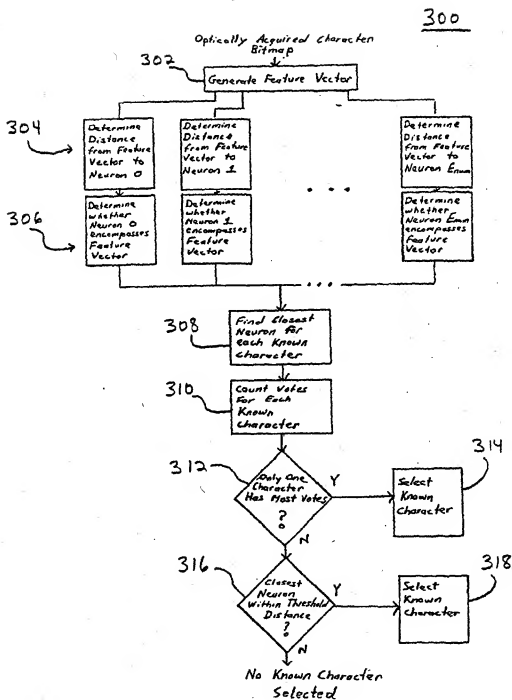 300
Optically Acquired Character
Bitmap
302
Generate Feature Vector
304
Determine
Distance
from Feature
Vector to
Neuron 0
Determine
Distance
from Feature
Vector to
Neuron 1
Determine
Distance
from Feature
Vector to
Neuron Enum
306
Determine
whether
Neuron 0
encompasses
Feature
Vector
Determine
whether
Neuron 1
encompasses
Feature
Vector
Determine
whether
Neuron Enum
encompasses
Feature
Vector
308
Find Closest
Neuron for
each Known
Character
310
Count Votes
For Each
Known
Character
312
Only One
Character
Has Most Votes
?
Y
N
314
Select
Known
Character
316
Closest
Neuron
Within Threshold
Distance
?
Y
N
318
Select
Known
Character
No Known Character
Selected